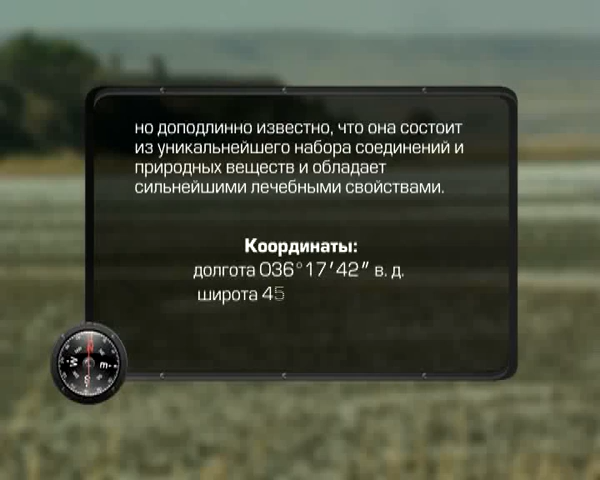 но доподлинно известно, что она состоит
из уникальнейшего набора соединений и
природных веществ и обладает
сильнейшими лечебными свойствами.
Координаты:
долгота 036°17′42″ в. д.
широта 45
N
W E
S